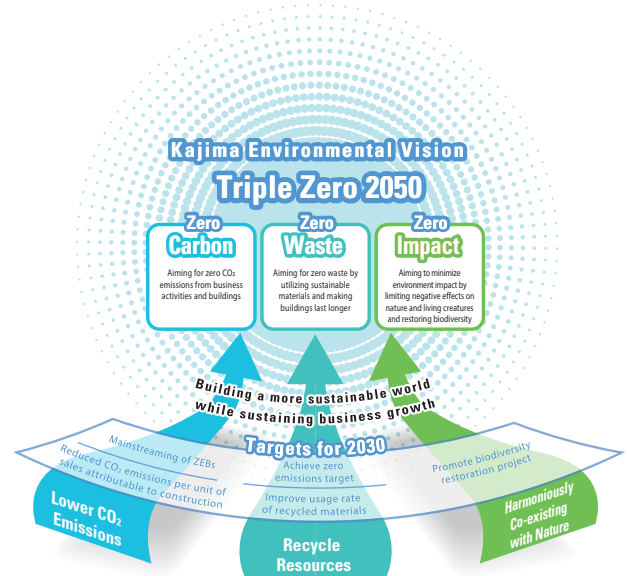 Kajima Environmental Vision
Triple Zero 2050
Zero
Carbon
Aiming for zero CO₂
emissions from business
activities and buildings
Zero
Waste
Aiming for zero waste by
utilizing sustainable
materials and making
buildings last longer
Zero
Impact
Aiming to minimize
environment impact by
limiting negative effects on
nature and living creatures
and restoring biodiversity
Building a more sustainable world
while sustaining business growth
Targets for 2030
Mainstreaming of ZEBs
Reduced CO₂ emissions per unit of
sales attributable to construction
Achieve zero
emissions target
Improve usage rate
of recycled materials
Promote biodiversity
restoration project
Lower CO₂
Emissions
Recycle
Resources
Harmoniously
Co-existing
with Nature